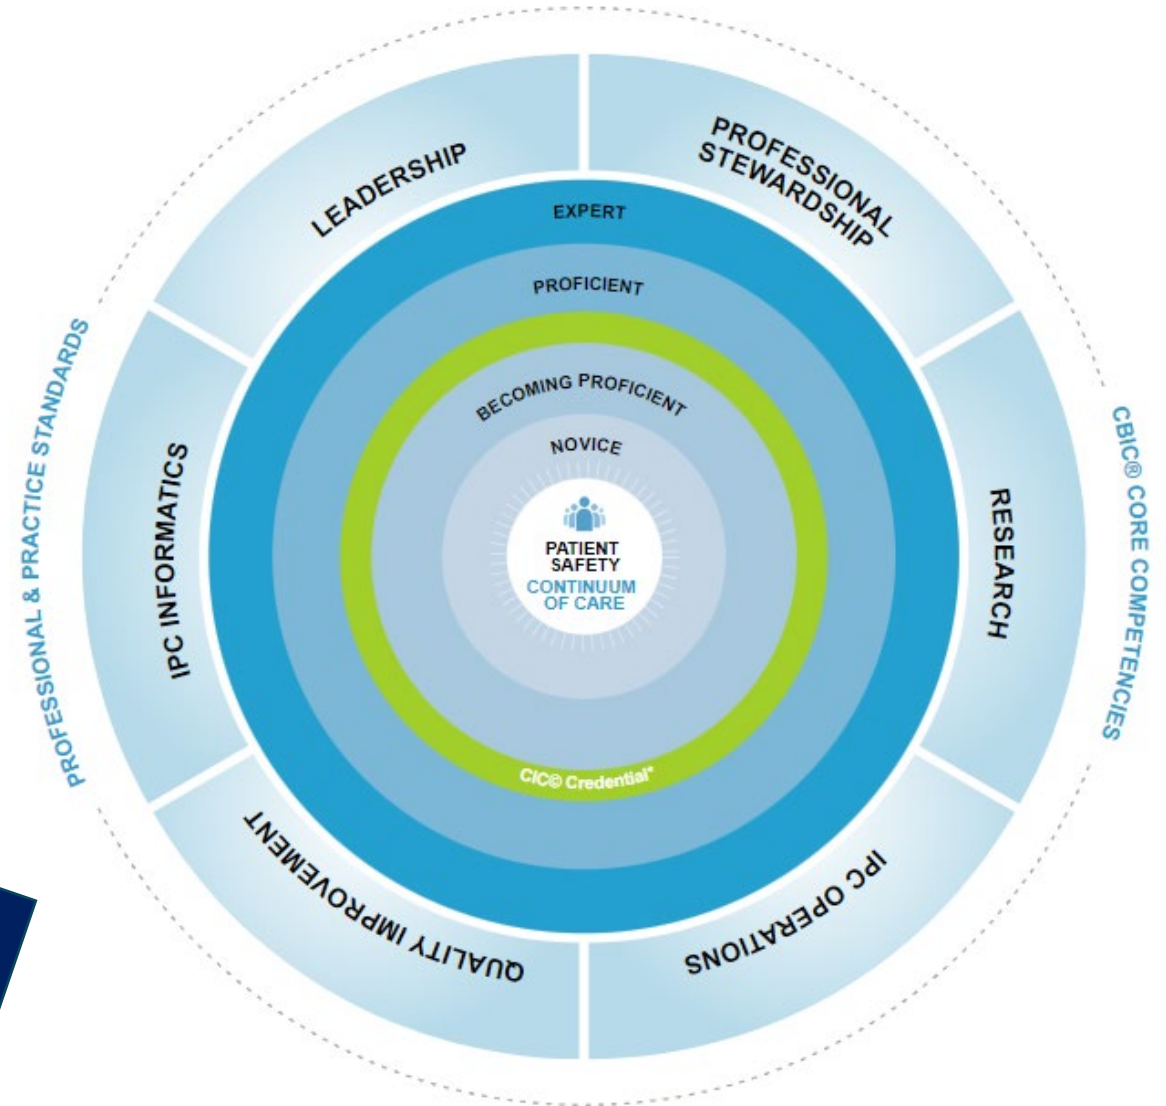 LEADERSHIP
PROFESSIONAL
STEWARDSHIP
EXPERT
PROFICIENT
BECOMING PROFICIENT
NOVICE
PATIENT
SAFETY
CONTINUUM
OF CARE
CIC© Credential*
PROFESSIONAL & PRACTICE STANDARDS
IPC INFORMATICS
RESEARCH
CBIC® CORE COMPETENCIES
QUALITY IMPROVEMENT
IPC OPERATIONS